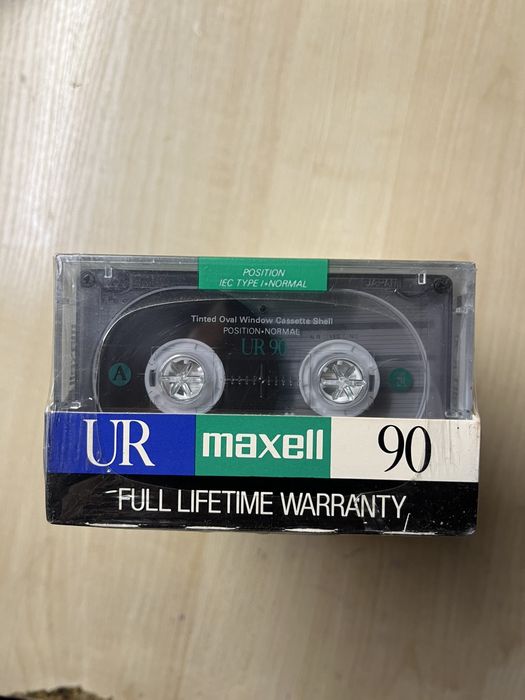 POSITION
IEC TYPE I•NORMAL
JAPAN
Tinted Oval Window Cassette Shell
POSITION•NORMAL
UR 90
A
UR maxell 90
FULL LIFETIME WARRANTY